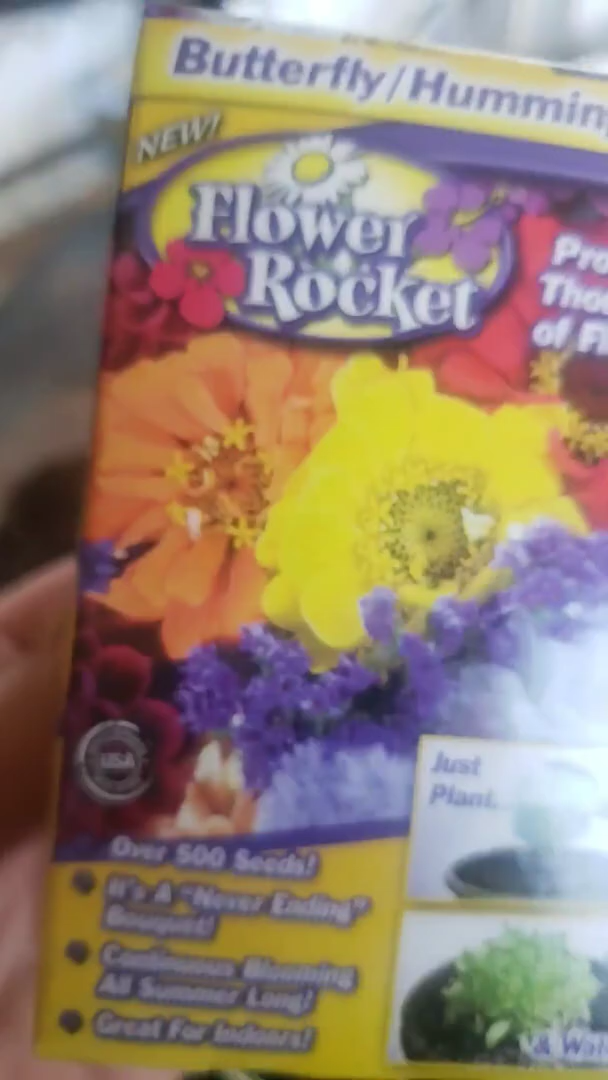 Butterfly/Hummin
NEW!
Flower
Rocket
Pro
Thou
of Fl
USA
Just
Plant.
Over 500 Seeds!
It's A "Never Ending"
Bouquet!
Continuous Blooming
All Summer Long!
Great For Indoors!
& Wat